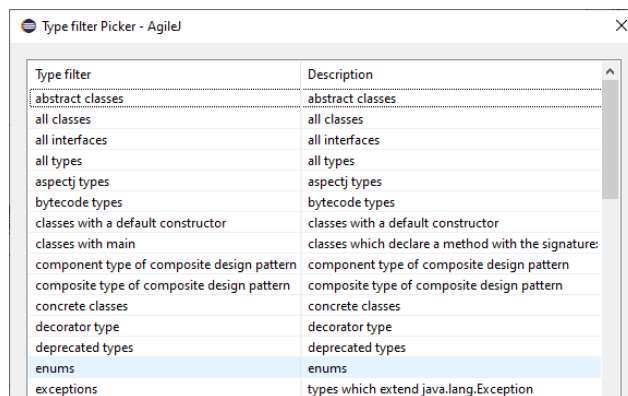 Type filter Picker - AgileJ
Type filter Description
abstract classes abstract classes
all classes all classes
all interfaces all interfaces
all types all types
aspectj types aspectj types
bytecode types bytecode types
classes with a default constructor classes with a default constructor
classes with main classes which declare a method with the signature:
component type of composite design pattern component type of composite design pattern
composite type of composite design pattern composite type of composite design pattern
concrete classes concrete classes
decorator type decorator type
deprecated types deprecated types
enums enums
exceptions types which extend java.lang.Exception